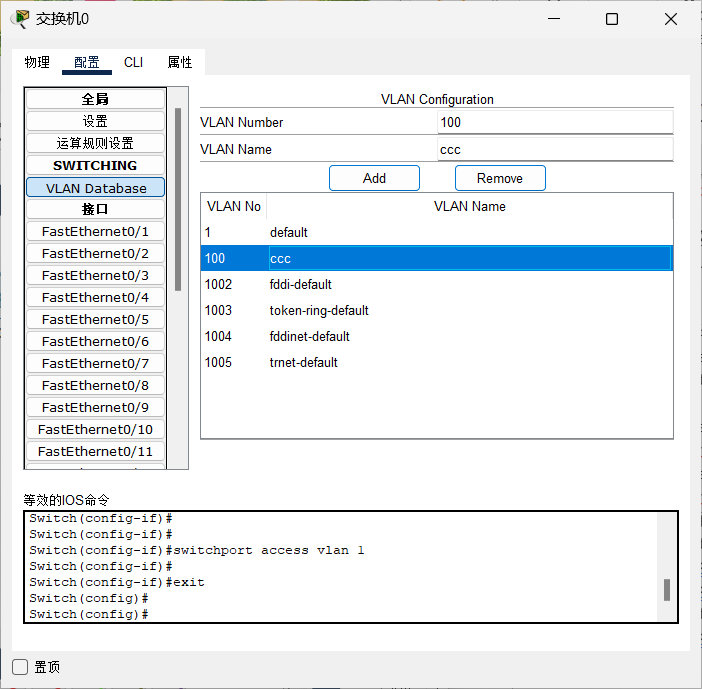 交换机0
物理 配置 CLI 属性
全局
设置
运算规则设置
SWITCHING
VLAN Database
接口
FastEthernet0/1
FastEthernet0/2
FastEthernet0/3
FastEthernet0/4
FastEthernet0/5
FastEthernet0/6
FastEthernet0/7
FastEthernet0/8
FastEthernet0/9
FastEthernet0/10
FastEthernet0/11
VLAN Configuration
VLAN Number 100
VLAN Name ccc
Add Remove
VLAN No VLAN Name
1 default
100 ccc
1002 fddi-default
1003 token-ring-default
1004 fddinet-default
1005 trnet-default
等效的IOS命令
Switch(config-if)#
Switch(config-if)#
Switch(config-if)#switchport access vlan 1
Switch(config-if)#
Switch(config-if)#exit
Switch(config)#
Switch(config)#
置顶